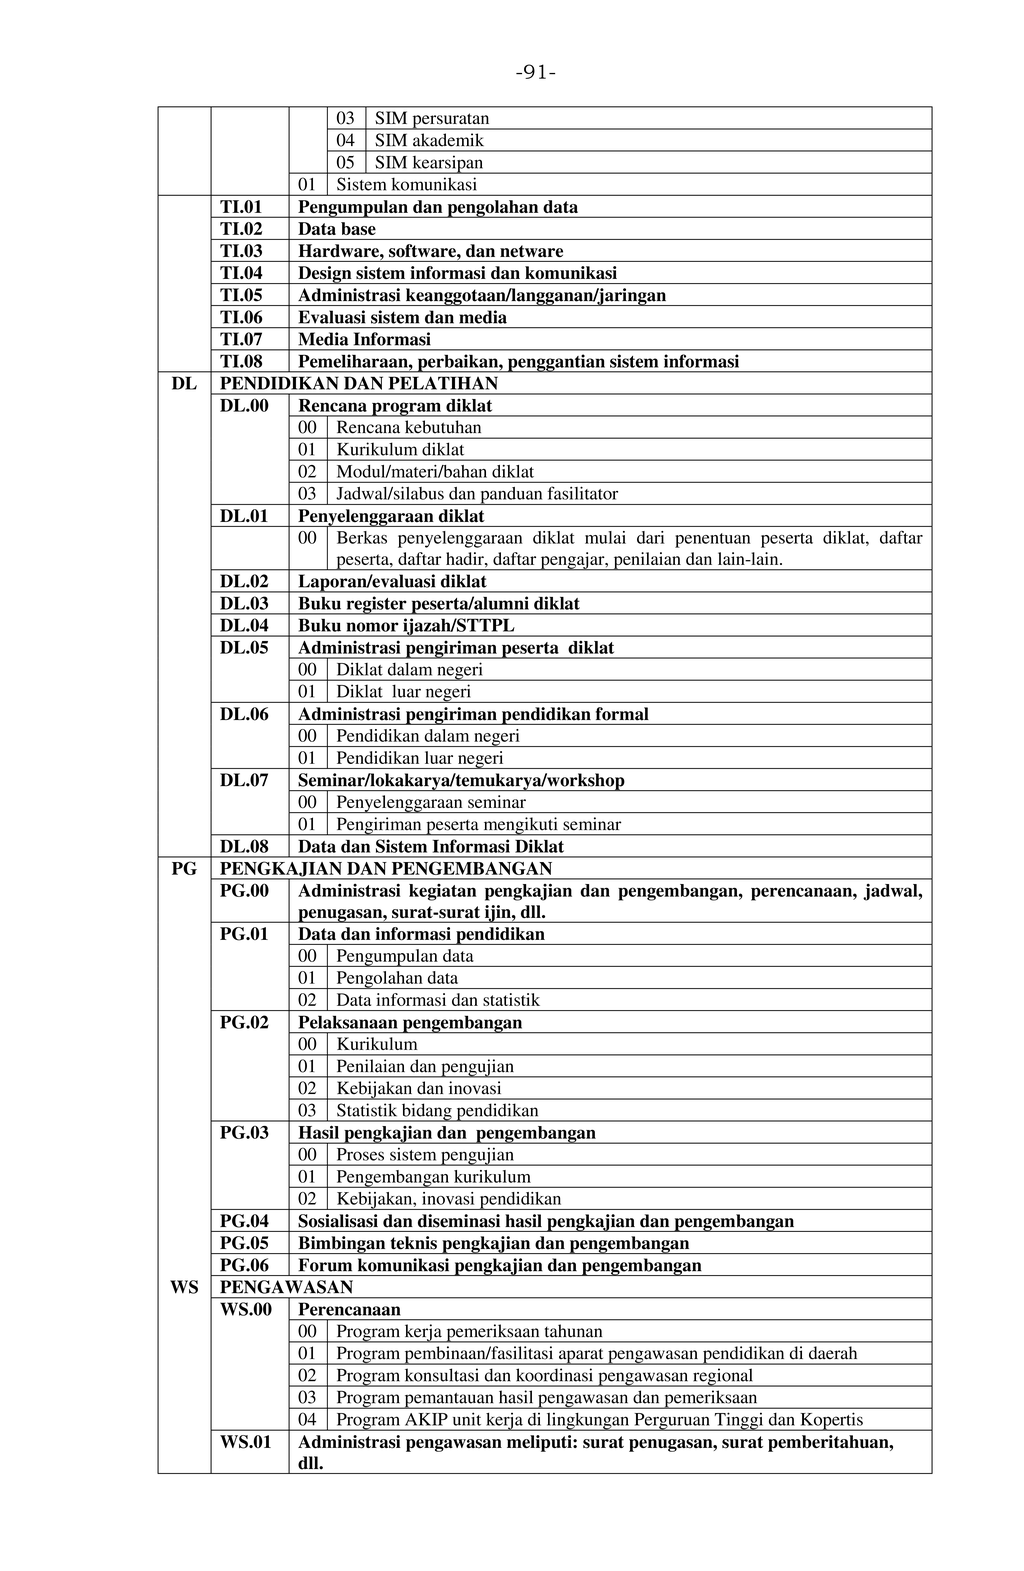 -91-
03 SIM persuratan
04 SIM akademik
05 SIM kearsipan
01 Sistem komunikasi
TI.01 Pengumpulan dan pengolahan data
TI.02 Data base
TI.03 Hardware, software, dan netware
TI.04 Design sistem informasi dan komunikasi
TI.05 Administrasi keanggotaan/langganan/jaringan
TI.06 Evaluasi sistem dan media
TI.07 Media Informasi
TI.08 Pemeliharaan, perbaikan, penggantian sistem informasi
DL PENDIDIKAN DAN PELATIHAN
DL.00 Rencana program diklat
00 Rencana kebutuhan
01 Kurikulum diklat
02 Modul/materi/bahan diklat
03 Jadwal/silabus dan panduan fasilitator
DL.01 Penyelenggaraan diklat
00 Berkas penyelenggaraan diklat mulai dari penentuan peserta diklat, daftar
peserta, daftar hadir, daftar pengajar, penilaian dan lain-lain.
DL.02 Laporan/evaluasi diklat
DL.03 Buku register peserta/alumni diklat
DL.04 Buku nomor ijazah/STTPL
DL.05 Administrasi pengiriman peserta diklat
00 Diklat dalam negeri
01 Diklat luar negeri
DL.06 Administrasi pengiriman pendidikan formal
00 Pendidikan dalam negeri
01 Pendidikan luar negeri
DL.07 Seminar/lokakarya/temukarya/workshop
00 Penyelenggaraan seminar
01 Pengiriman peserta mengikuti seminar
DL.08 Data dan Sistem Informasi Diklat
PG PENGKAJIAN DAN PENGEMBANGAN
PG.00 Administrasi kegiatan pengkajian dan pengembangan, perencanaan, jadwal,
penugasan, surat-surat ijin, dll.
PG.01 Data dan informasi pendidikan
00 Pengumpulan data
01 Pengolahan data
02 Data informasi dan statistik
PG.02 Pelaksanaan pengembangan
00 Kurikulum
01 Penilaian dan pengujian
02 Kebijakan dan inovasi
03 Statistik bidang pendidikan
PG.03 Hasil pengkajian dan pengembangan
00 Proses sistem pengujian
01 Pengembangan kurikulum
02 Kebijakan, inovasi pendidikan
PG.04 Sosialisasi dan diseminasi hasil pengkajian dan pengembangan
PG.05 Bimbingan teknis pengkajian dan pengembangan
PG.06 Forum komunikasi pengkajian dan pengembangan
WS PENGAWASAN
WS.00 Perencanaan
00 Program kerja pemeriksaan tahunan
01 Program pembinaan/fasilitasi aparat pengawasan pendidikan di daerah
02 Program konsultasi dan koordinasi pengawasan regional
03 Program pemantauan hasil pengawasan dan pemeriksaan
04 Program AKIP unit kerja di lingkungan Perguruan Tinggi dan Kopertis
WS.01 Administrasi pengawasan meliputi: surat penugasan, surat pemberitahuan,
dll.